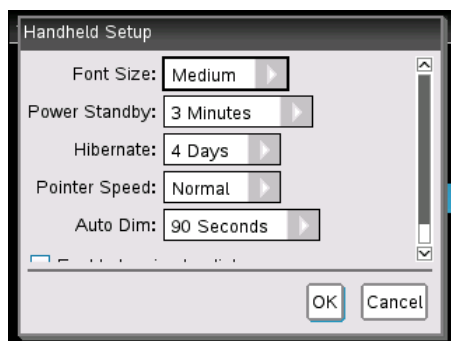 Handheld Setup
Font Size: Medium
Power Standby: 3 Minutes
Hibernate: 4 Days
Pointer Speed: Normal
Auto Dim: 90 Seconds
OK Cancel